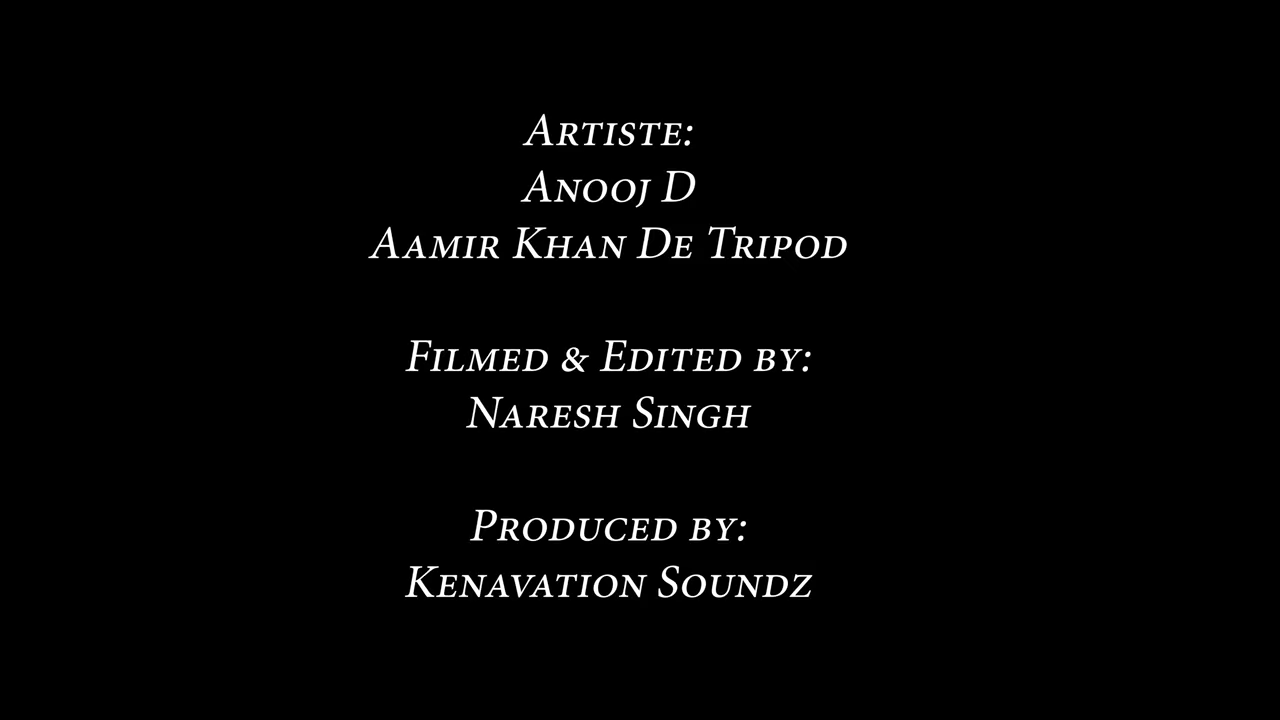 Artiste:
Anooj D
Aamir Khan De Tripod
Filmed & Edited by:
Naresh Singh
Produced by:
Kenavation Soundz